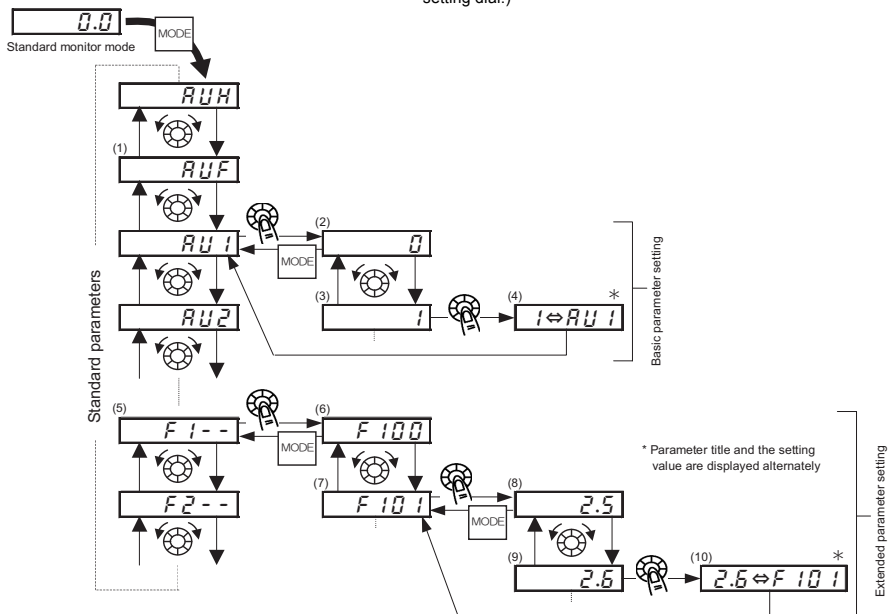 setting dial.)
0.0
MODE
Standard monitor mode
AUH
(1)
AUF
AU1
MODE
(2)
0
AU2
(3)
1
(4)
*
1⇔AU1
Basic parameter setting
Standard parameters
(5)
F1--
MODE
(6)
F100
F2--
(7)
F101
MODE
(8)
2.5
(9)
2.6
(10)
*
2.6⇔F101
* Parameter title and the setting
value are displayed alternately
Extended parameter setting